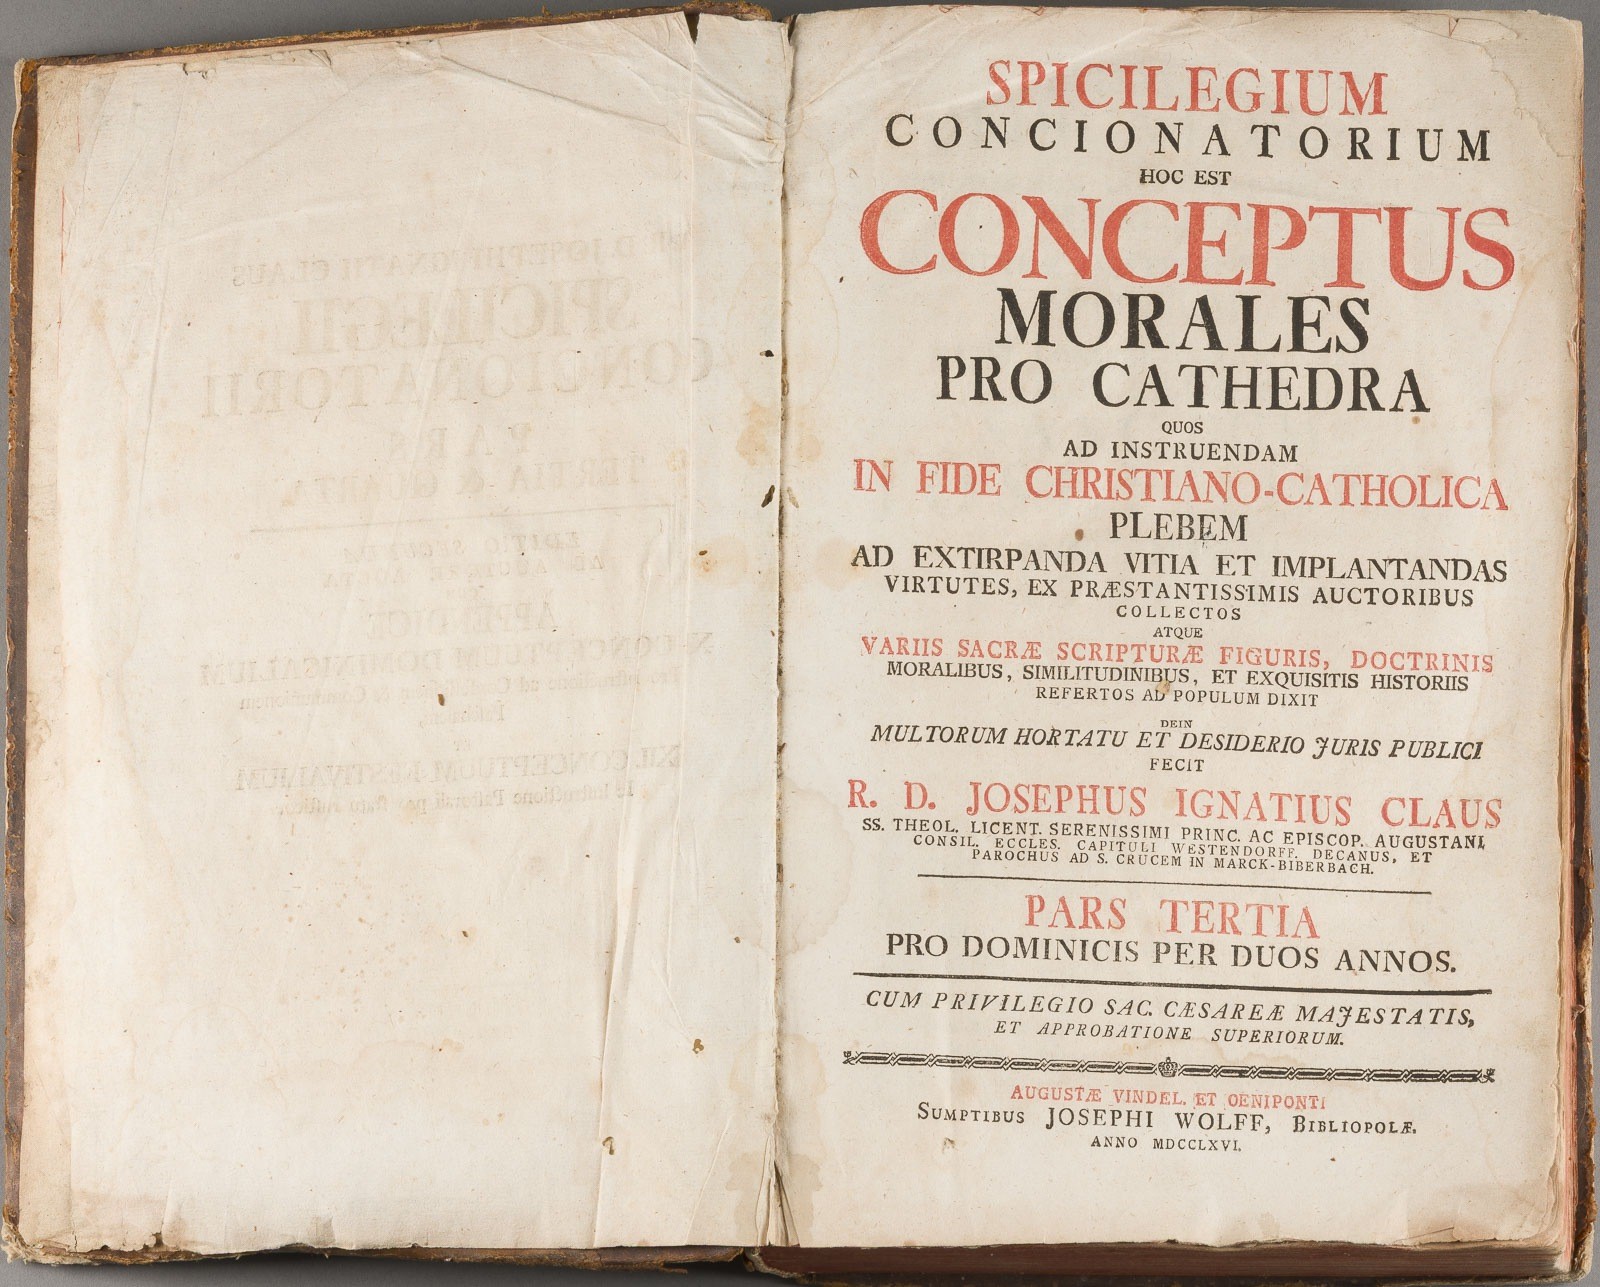 SPICILEGIUM
CONCIONATORIUM
HOC EST
CONCEPTUS
MORALES
PRO CATHEDRA
QUOS
AD INSTRUENDAM
IN FIDE CHRISTIANO-CATHOLICA
PLEBEM
AD EXTIRPANDA VITIA ET IMPLANTANDAS
VIRTUTES, EX PRÆSTANTISSIMIS AUCTORIBUS
COLLECTOS
ATQUE
VARIIS SACRÆ SCRIPTURÆ FIGURIS, DOCTRINIS
MORALIBUS, SIMILITUDINIBUS, ET EXQUISITIS HISTORIIS
REFERTOS AD POPULUM DIXIT
DEIN
MULTORUM HORTATU ET DESIDERIO JURIS PUBLICI
FECIT
R. D. JOSEPHUS IGNATIUS CLAUS
SS. THEOL. LICENT. SERENISSIMI PRINC. AC EPISCOP. AUGUSTANI,
CONSIL. ECCLES. CAPITULI WESTENDORFF. DECANUS, ET
PAROCHUS AD S. CRUCEM IN MARCK-BIBERBACH.
PARS TERTIA
PRO DOMINICIS PER DUOS ANNOS.
CUM PRIVILEGIO SAC. CÆSAREÆ MAJESTATIS,
ET APPROBATIONE SUPERIORUM.
AUGUSTÆ VINDEL. ET OENIPONTI
SUMPTIBUS JOSEPHI WOLFF, BIBLIOPOLÆ.
ANNO MDCCLXVI.